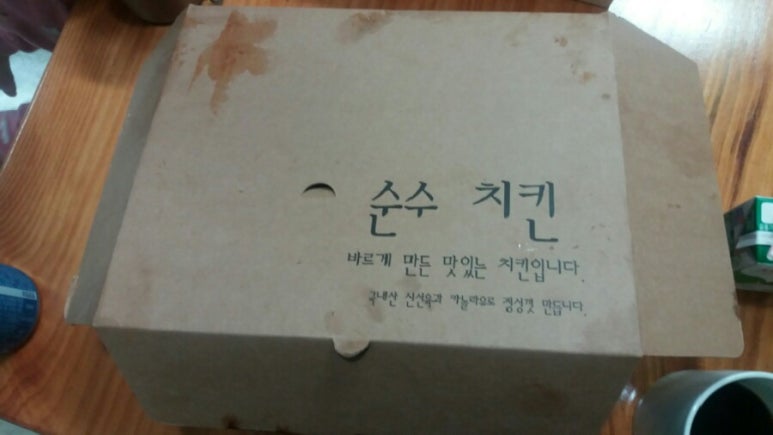 순수 치킨
바르게 만든 맛있는 치킨입니다.
국내산 신선육과 카놀라유로 정성껏 만듭니다.